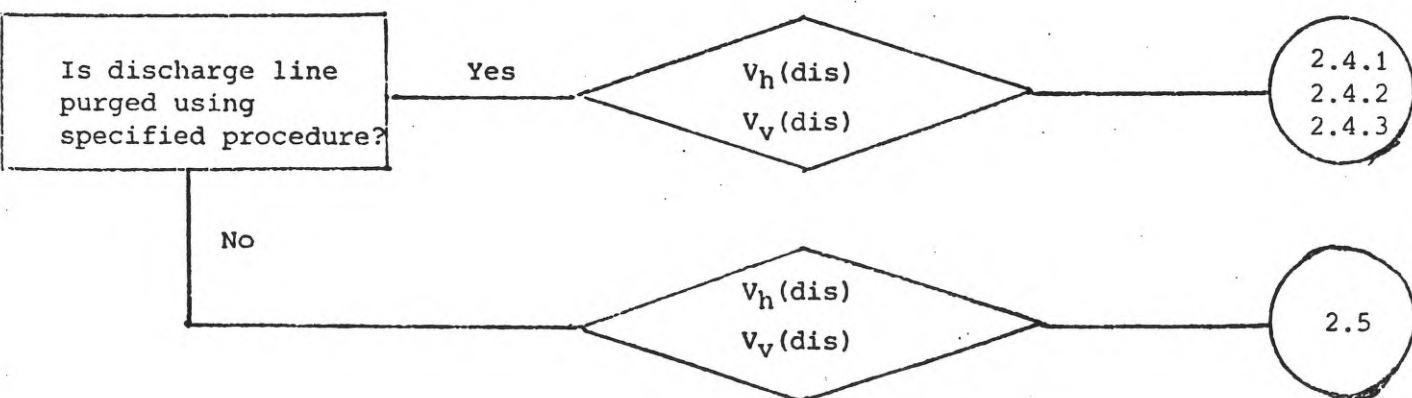 Is discharge line
purged using
specified procedure?
Yes
Vh(dis)
Vv(dis)
2.4.1
2.4.2
2.4.3
No
Vh(dis)
Vv(dis)
2.5